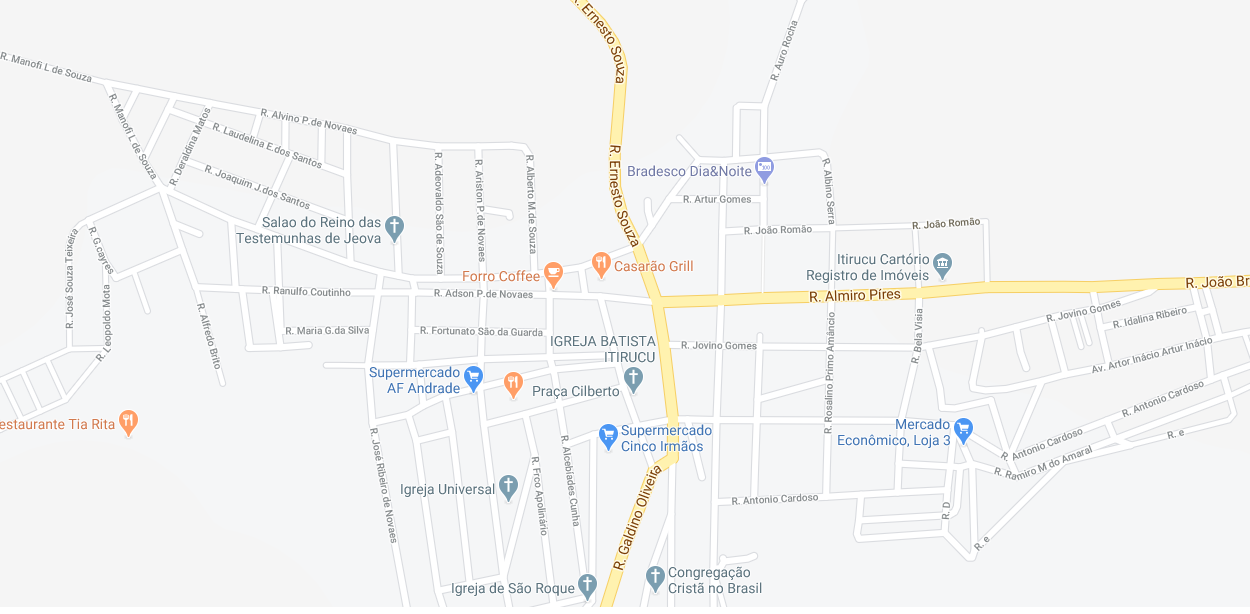 R. Ernesto Souza
R. Auro Rocha
R. Manofi L de Souza
R. Manofi L de Souza
R. Deraldina Matos
R. Alvino P.de Novaes
R. Laudelina E.dos Santos
R. Joaquim J.dos Santos
R. Adeovaldo São de Souza
R. Ariston P.de Novaes
R. Alberto M.de Souza
R. Ernesto Souza
R. Ernesto Souza
Bradesco Dia&Noite
R. Albino Serra
R. Artur Gomes
R. João Romão
R. João Romão
Salao do Reino das
Testemunhas de Jeova
R. José Souza Teixeira
R. G.cayres
R. Leopoldo Mota
Forro Coffee
Casarão Grill
Itirucu Cartório
Registro de Imóveis
R. Ranulfo Coutinho
R. Adson P.de Novaes
R. Almiro Píres
R. João Br
R. Alfredo Brito
R. Maria G.da Silva
R. Fortunato São da Guarda
IGREJA BATISTA
ITIRUCU
R. Jovino Gomes
R. Rosalino Primo Amâncio
R. Bela Visia
R. Jovino Gomes
R. Idalina Ribeiro
Av. Artor Inácio Artur Inácio
Supermercado
AF Andrade
Praça Cilberto
estaurante Tia Rita
Supermercado
Cinco Irmãos
Mercado
Econômico, Loja 3
R. Antonio Cardoso
R. Antonio Cardoso
R. e
R. Ramiro M do Amaral
R. José Ribeiro de Novaes
R. Frco Apolinário
R. Alcebíades Cunha
Igreja Universal
R. Galdino Oliveira
R. Antonio Cardoso
R. D
R. e
Igreja de São Roque
Congregação
Cristã no Brasil